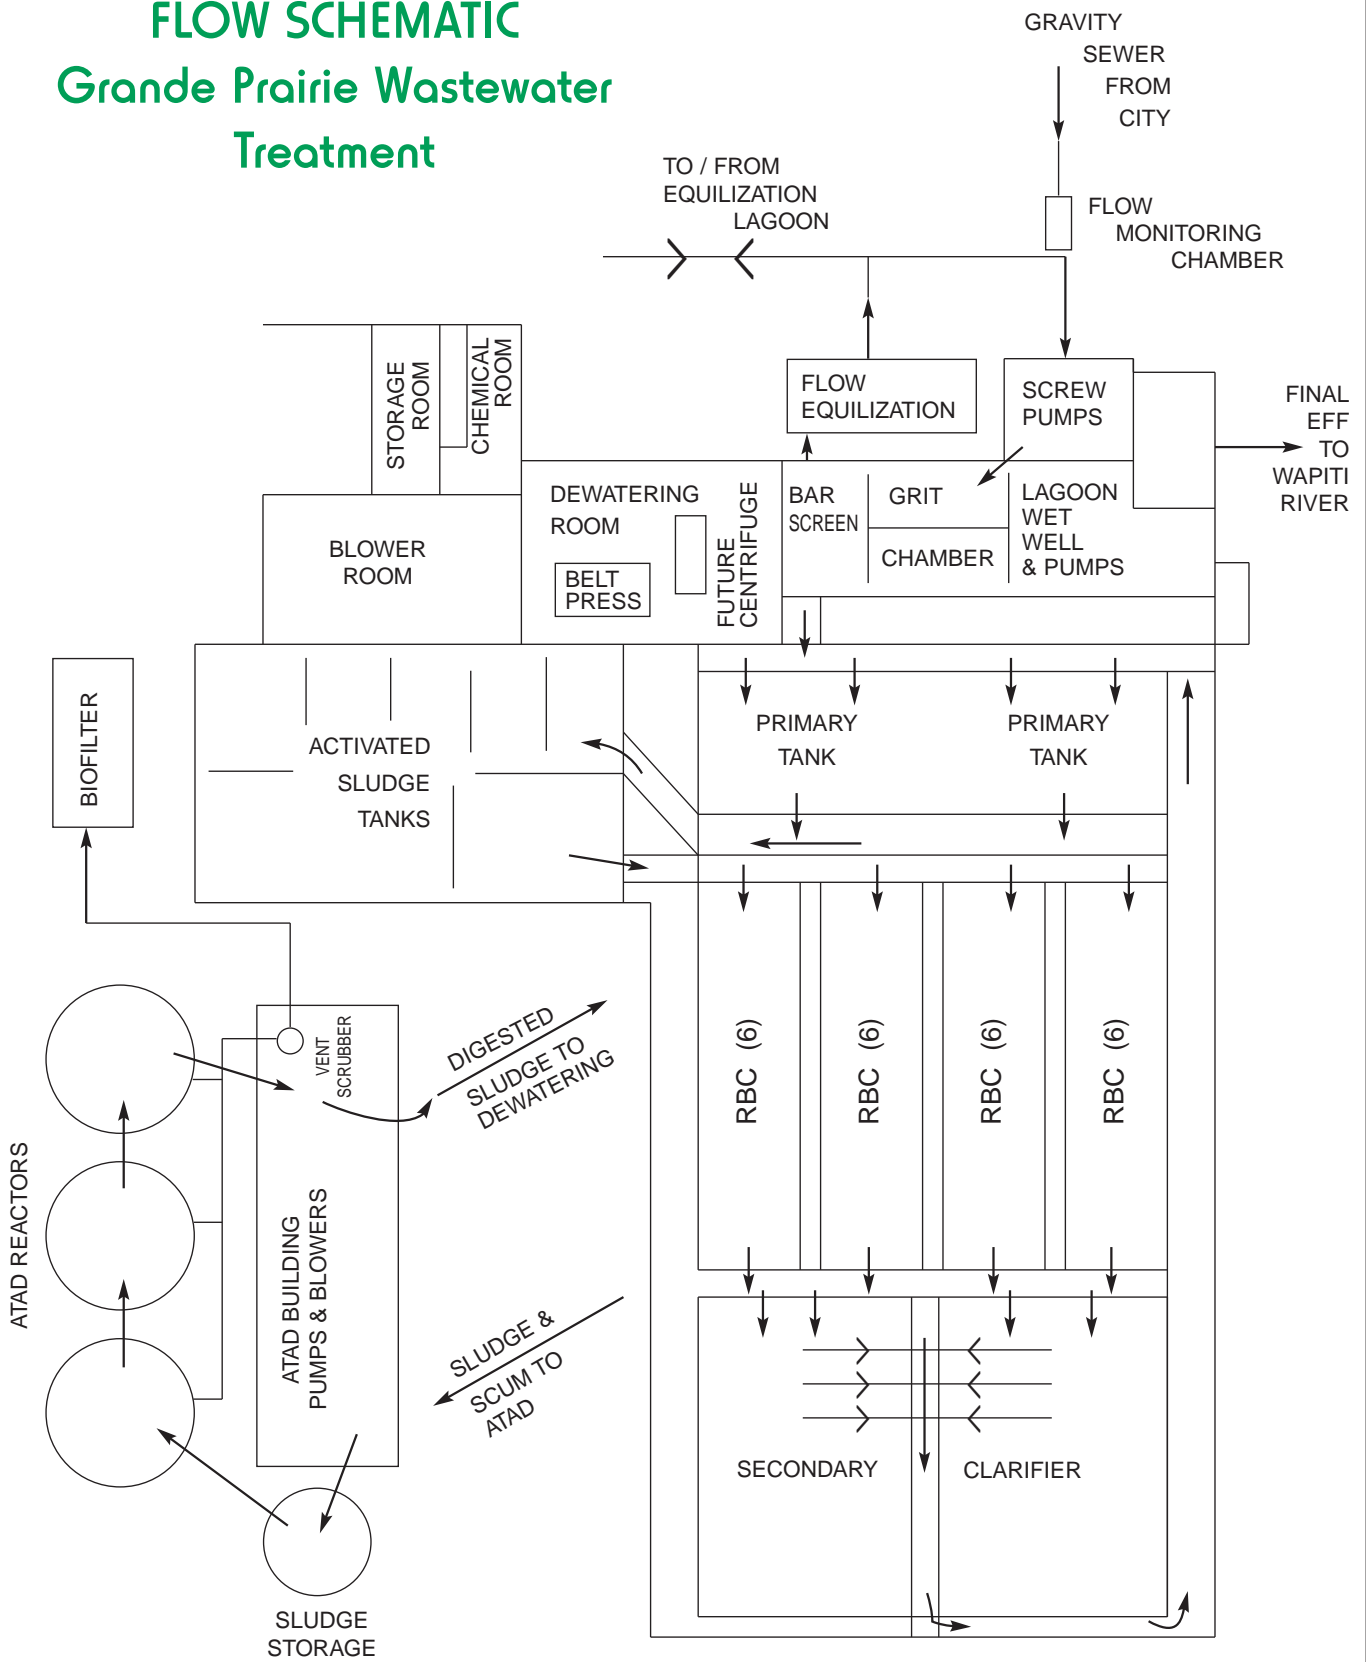 FLOW SCHEMATIC
Grande Prairie Wastewater
Treatment
GRAVITY
SEWER
FROM
CITY
TO / FROM
EQUILIZATION
LAGOON
FLOW
MONITORING
CHAMBER
STORAGE
ROOM
CHEMICAL
ROOM
FLOW
EQUILIZATION
SCREW
PUMPS
FINAL
EFF
TO
WAPITI
RIVER
BLOWER
ROOM
DEWATERING
ROOM
BELT
PRESS
FUTURE
CENTRIFUGE
BAR
SCREEN
GRIT
CHAMBER
LAGOON
WET
WELL
& PUMPS
BIOFILTER
ACTIVATED
SLUDGE
TANKS
PRIMARY
TANK
PRIMARY
TANK
VENT
SCRUBBER
DIGESTED
SLUDGE TO
DEWATERING
RBC (6)
RBC (6)
RBC (6)
RBC (6)
ATAD REACTORS
ATAD BUILDING
PUMPS & BLOWERS
SLUDGE &
SCUM TO
ATAD
SECONDARY
CLARIFIER
SLUDGE
STORAGE